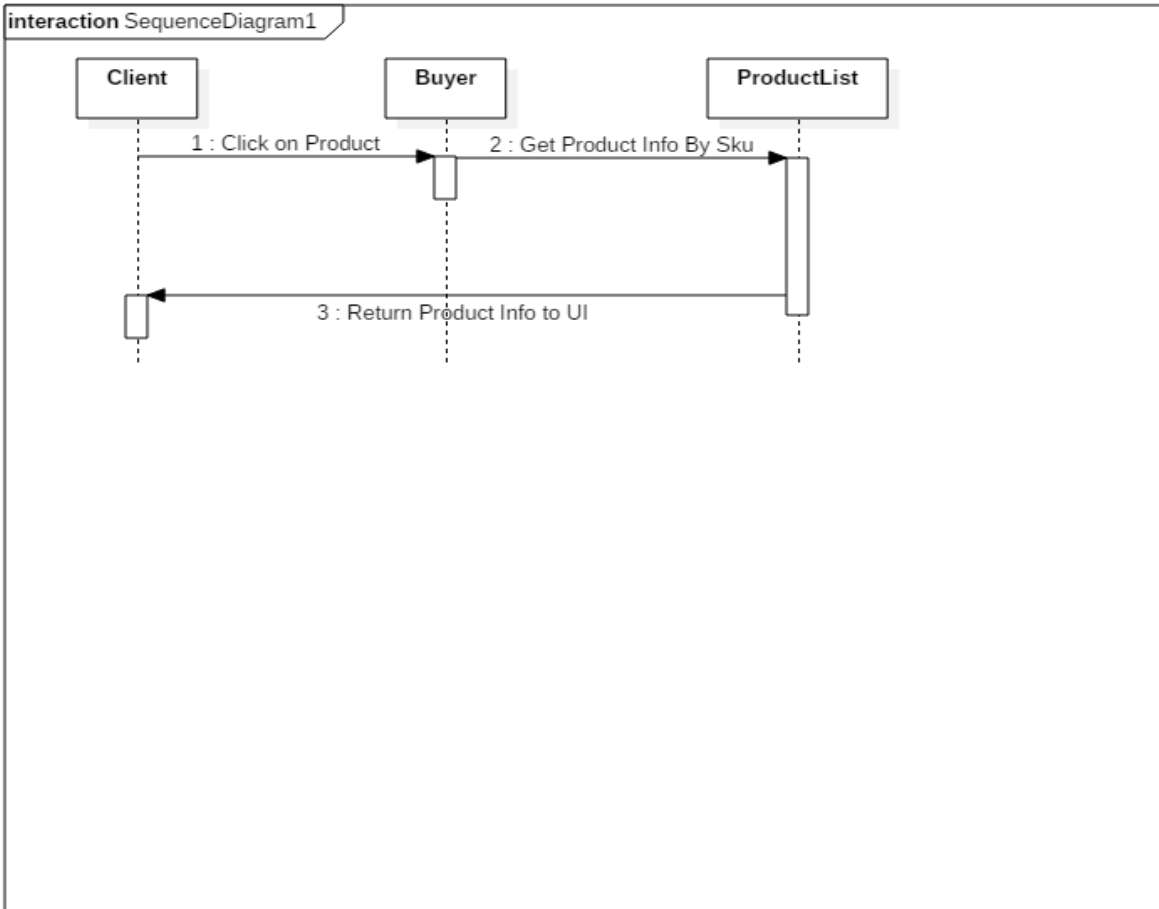 interaction SequenceDiagram1
Client
Buyer
ProductList
1 : Click on Product
2 : Get Product Info By Sku
3 : Return Product Info to UI